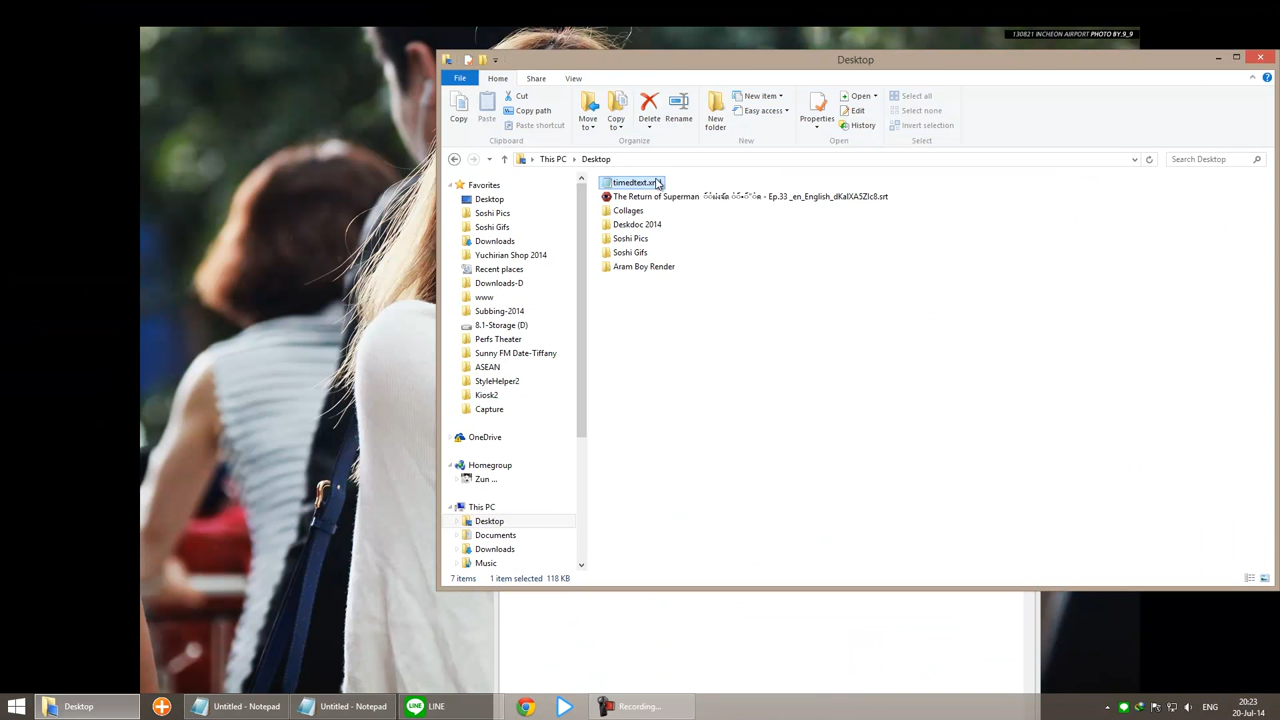 130821 INCHEON AIRPORT PHOTO BY.9_9
Desktop
File Home Share View
Copy
Paste
Cut
Copy path
Paste shortcut
Clipboard
Move to
Copy to
Delete
Rename
Organize
New folder
New item
Easy access
New
Properties
Open
Edit
History
Open
Select all
Select none
Invert selection
Select
This PC Desktop
Search Desktop
Favorites
Desktop
Soshi Pics
Soshi Gifs
Downloads
Yuchirian Shop 2014
Recent places
Downloads-D
www
Subbing-2014
8.1-Storage (D)
Perfs Theater
Sunny FM Date-Tiffany
ASEAN
StyleHelper2
Kiosk2
Capture
OneDrive
Homegroup
Zun ...
This PC
Desktop
Documents
Downloads
Music
timedtext.xml
The Return of Superman - Ep.33 _en_English_dKalXA5ZIc8.srt
Collages
Deskdoc 2014
Soshi Pics
Soshi Gifs
Aram Boy Render
7 items 1 item selected 118 KB
Desktop
Untitled - Notepad
Untitled - Notepad
LINE
Recording...
ENG
20:23
20-Jul-14